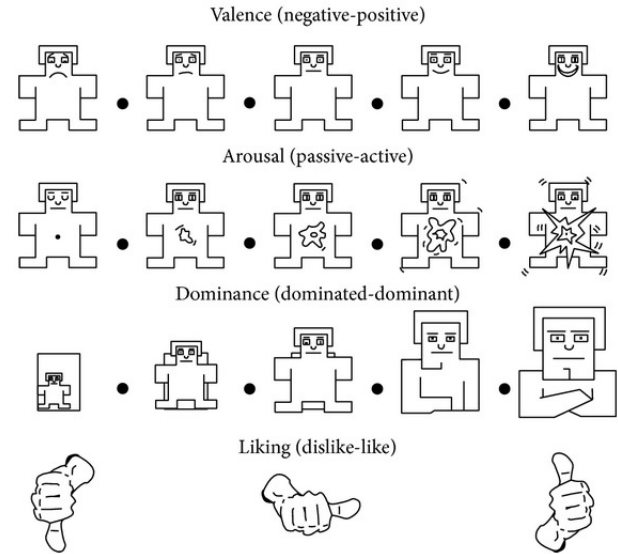 Valence (negative-positive)
Arousal (passive-active)
Dominance (dominated-dominant)
Liking (dislike-like)